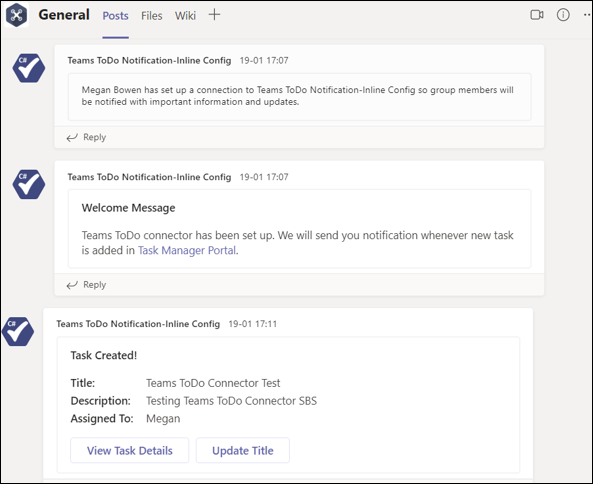 General Posts Files Wiki
C#
Teams ToDo Notification-Inline Config 19-01 17:07
Megan Bowen has set up a connection to Teams ToDo Notification-Inline Config so group members will
be notified with important information and updates.
Reply
C#
Teams ToDo Notification-Inline Config 19-01 17:07
Welcome Message
Teams ToDo connector has been set up. We will send you notification whenever new task
is added in Task Manager Portal.
Reply
C#
Teams ToDo Notification-Inline Config 19-01 17:11
Task Created!
Title: Teams ToDo Connector Test
Description: Testing Teams ToDo Connector SBS
Assigned To: Megan
View Task Details Update Title